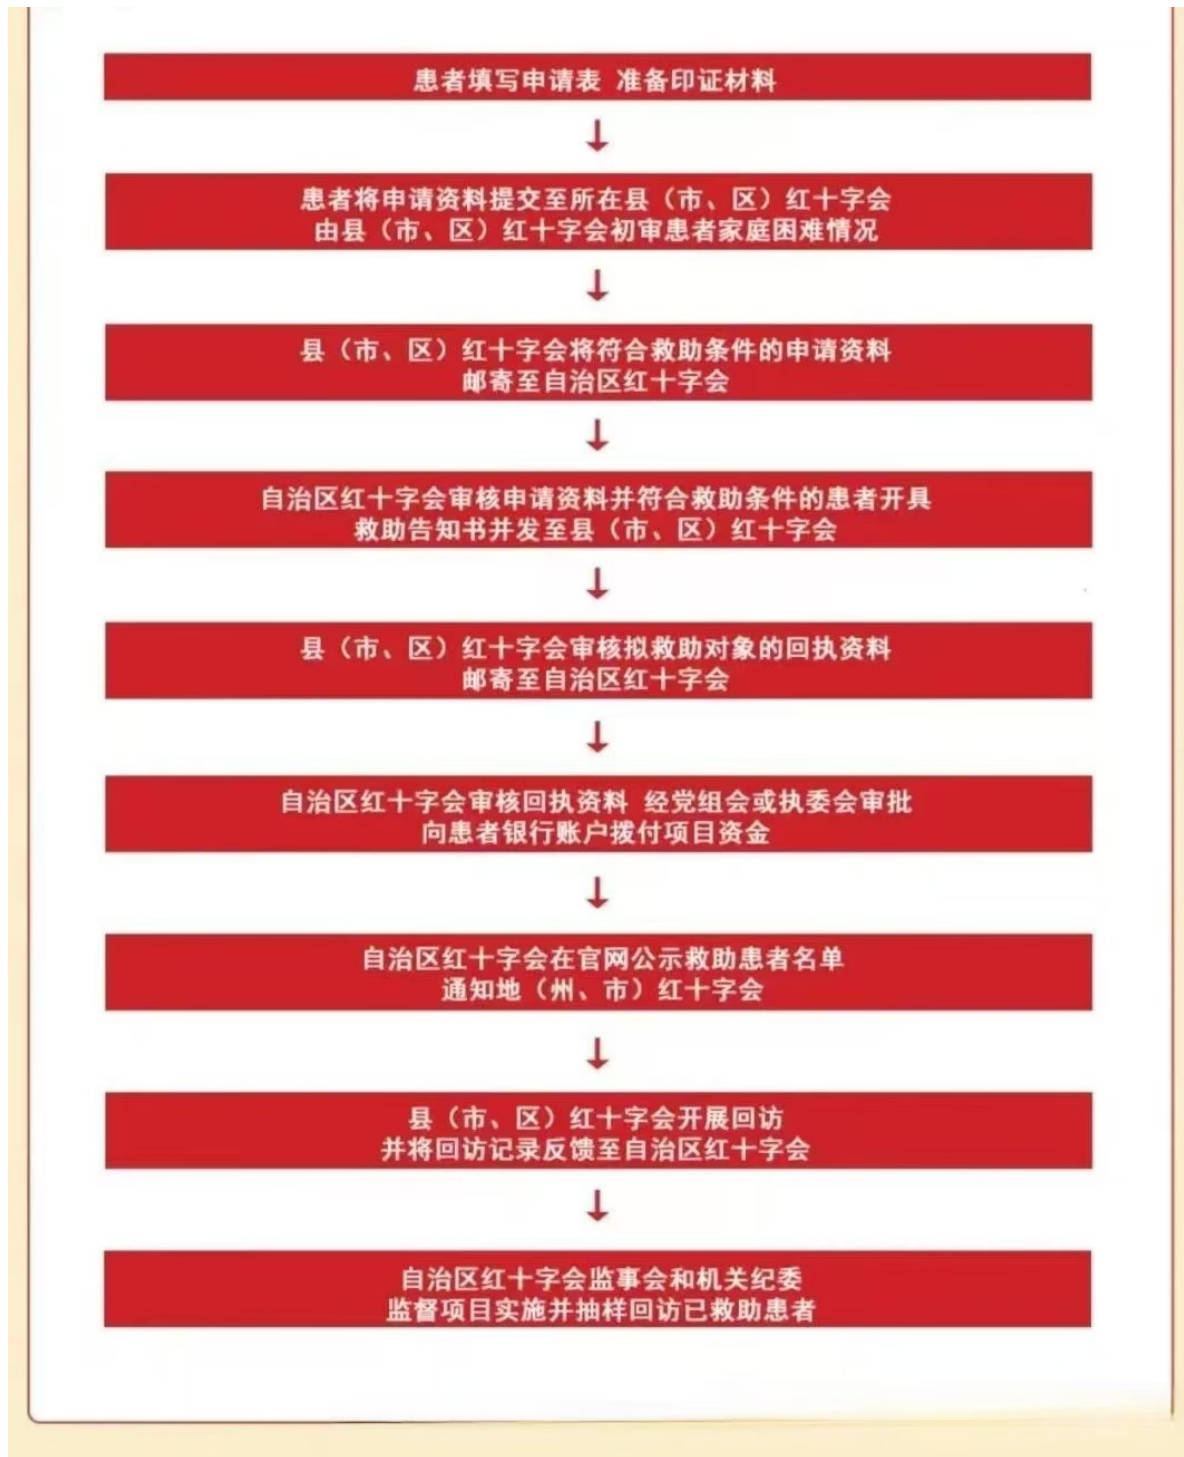 患者填写申请表 准备印证材料
↓
患者将申请资料提交至所在县（市、区）红十字会
由县（市、区）红十字会初审患者家庭困难情况
↓
县（市、区）红十字会将符合救助条件的申请资料
邮寄至自治区红十字会
↓
自治区红十字会审核申请资料并符合救助条件的患者开具
救助告知书并发至县（市、区）红十字会
↓
县（市、区）红十字会审核拟救助对象的回执资料
邮寄至自治区红十字会
↓
自治区红十字会审核回执资料 经党组会或执委会审批
向患者银行账户拨付项目资金
↓
自治区红十字会在官网公示救助患者名单
通知地（州、市）红十字会
↓
县（市、区）红十字会开展回访
并将回访记录反馈至自治区红十字会
↓
自治区红十字会监事会和机关纪委
监督项目实施并抽样回访已救助患者